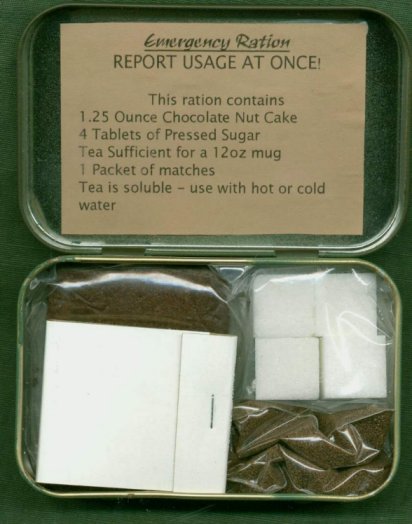 Emergency Ration
REPORT USAGE AT ONCE!
This ration contains
1.25 Ounce Chocolate Nut Cake
4 Tablets of Pressed Sugar
Tea Sufficient for a 12oz mug
1 Packet of matches
Tea is soluble – use with hot or cold
water